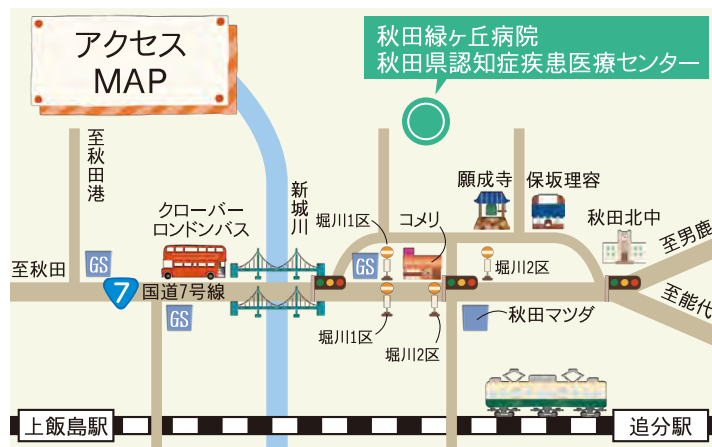 アクセス
MAP
秋田緑ヶ丘病院
秋田県認知症疾患医療センター
至秋田港
新城川
クローバー
ロンドンバス
堀川1区
コメリ
願成寺
保坂理容
秋田北中
至男鹿
至秋田
GS
7
国道7号線
GS
GS
堀川2区
至能代
堀川1区
堀川2区
秋田マツダ
上飯島駅
追分駅